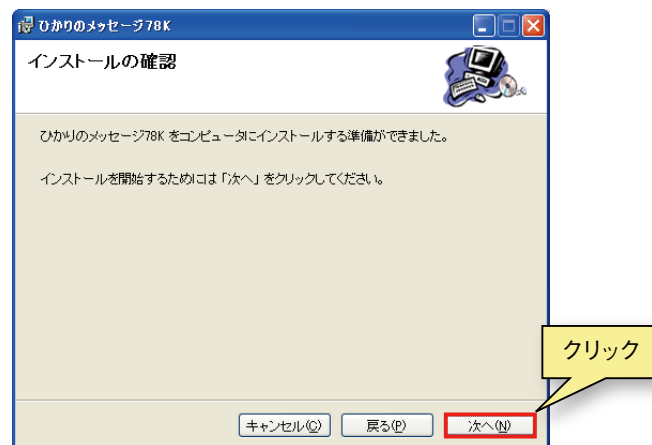 ひかりのメッセージ78K
インストールの確認
ひかりのメッセージ78K をコンピュータにインストールする準備ができました。
インストールを開始するためには「次へ」をクリックしてください。
クリック
キャンセル(C) 戻る(P) 次へ(N)